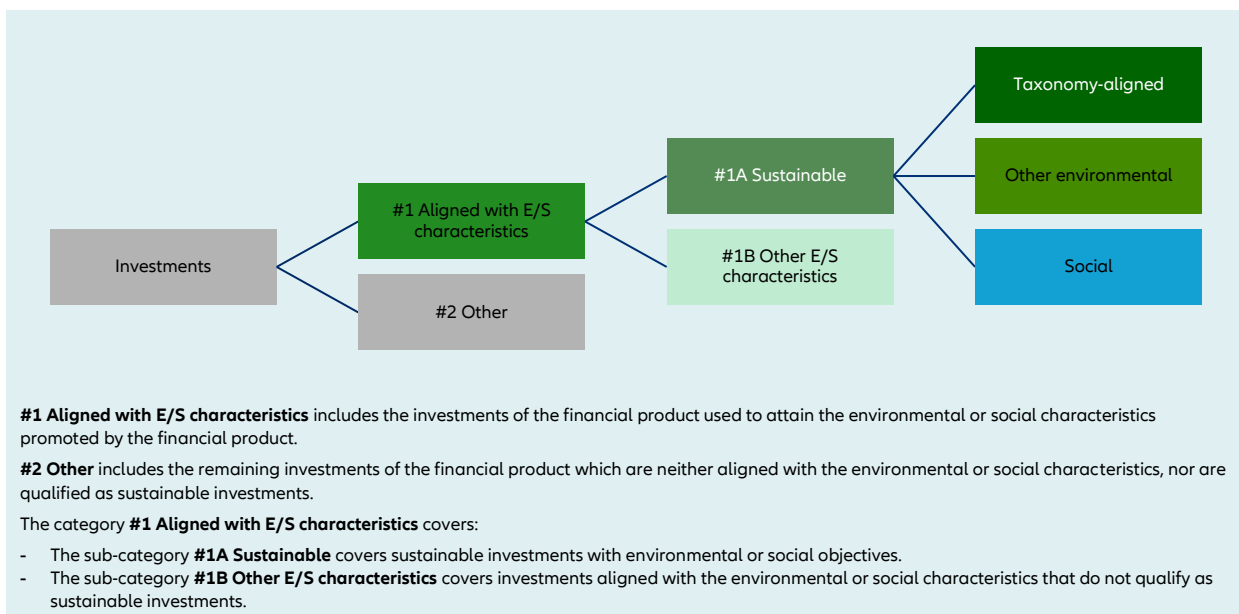 Taxonomy-aligned
#1A Sustainable
Other environmental
#1 Aligned with E/S
characteristics
#1B Other E/S
characteristics
Investments
Social
#2 Other
#1 Aligned with E/S characteristics includes the investments of the financial product used to attain the environmental or social characteristics
promoted by the financial product.
#2 Other includes the remaining investments of the financial product which are neither aligned with the environmental or social characteristics, nor are
qualified as sustainable investments.
The category #1 Aligned with E/S characteristics covers:
- The sub-category #1A Sustainable covers sustainable investments with environmental or social objectives.
- The sub-category #1B Other E/S characteristics covers investments aligned with the environmental or social characteristics that do not qualify as
sustainable investments.